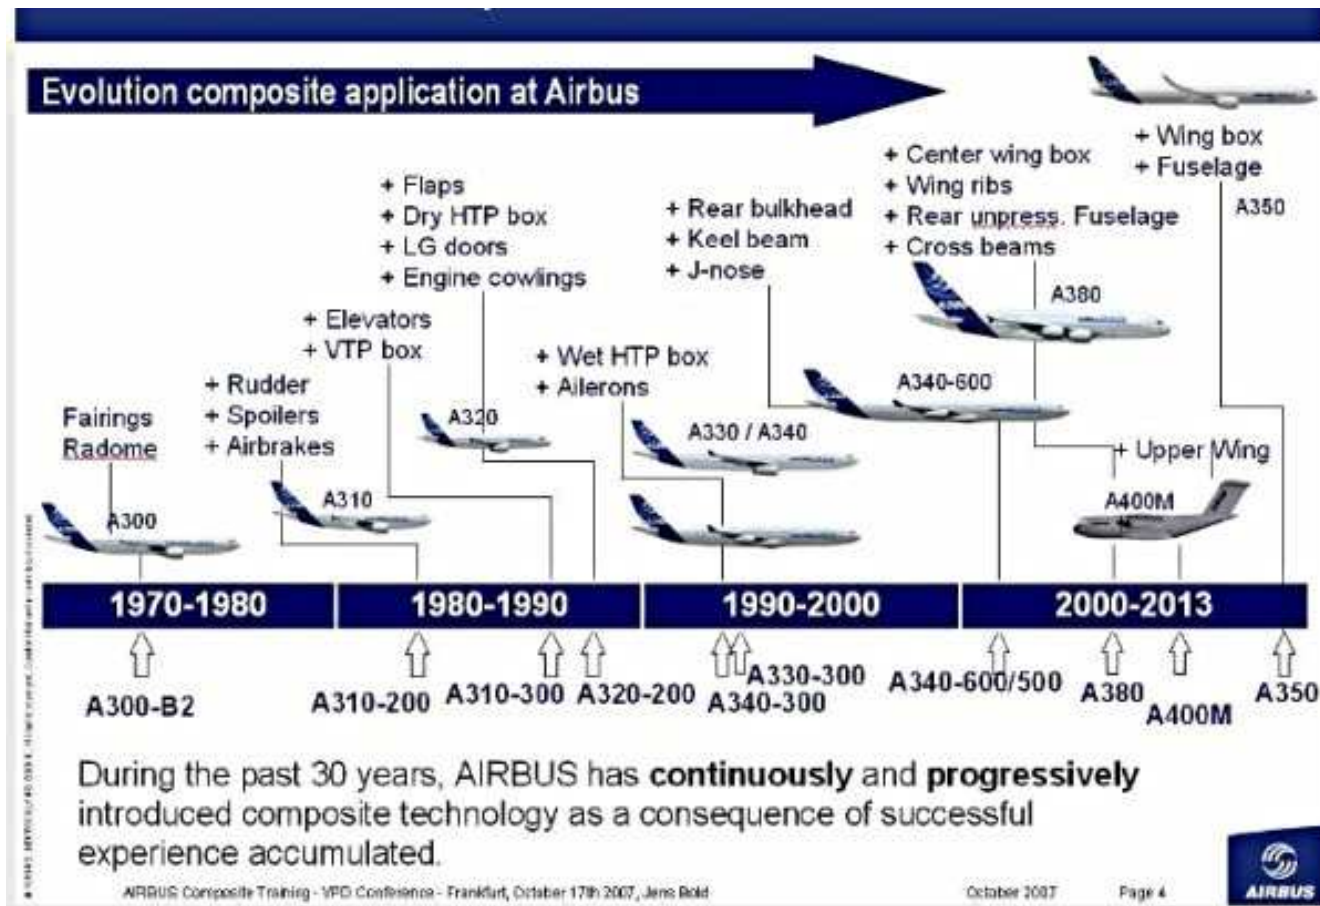 Evolution composite application at Airbus
+ Wing box
+ Fuselage
A350
+ Center wing box
+ Wing ribs
+ Rear unpress. Fuselage
+ Cross beams
A380
+ Rear bulkhead
+ Keel beam
+ J-nose
A340-600
+ Flaps
+ Dry HTP box
+ LG doors
+ Engine cowlings
A320
+ Elevators
+ VTP box
+ Wet HTP box
+ Ailerons
A330 / A340
+ Rudder
+ Spoilers
+ Airbrakes
A310
Fairings
Radome
A300
+ Upper Wing
A400M
1970-1980
1980-1990
1990-2000
2000-2013
A300-B2
A310-200
A310-300
A320-200
A330-300
A340-300
A340-600/500
A380
A400M
A350
During the past 30 years, AIRBUS has continuously and progressively
introduced composite technology as a consequence of successful
experience accumulated.
AIRBUS Composite Training - VPD Conference - Frankfurt, October 17th 2007, Jens Bold
October 2007
Page 4
AIRBUS